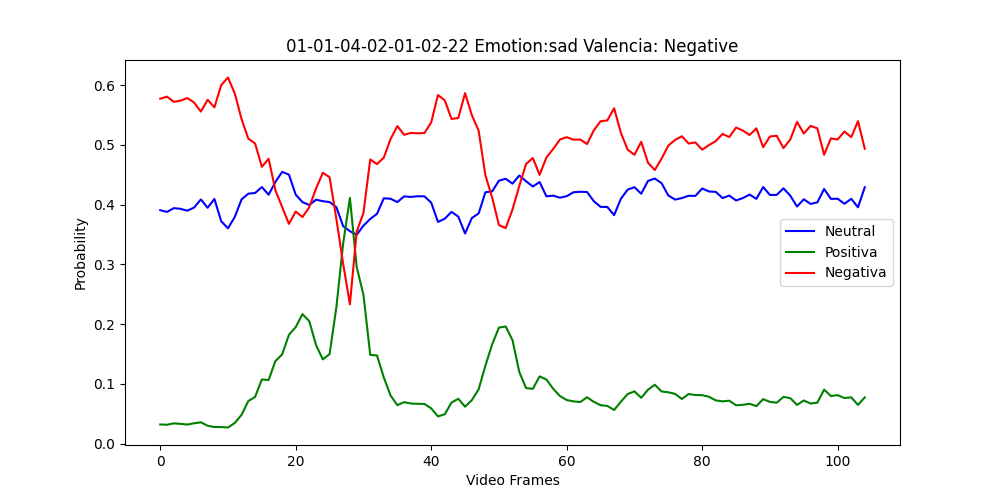 01-01-04-02-01-02-22 Emotion:sad Valencia: Negative
Probability
0.6
0.5
0.4
0.3
0.2
0.1
0.0
Neutral
Positiva
Negativa
0 20 40 60 80 100
Video Frames